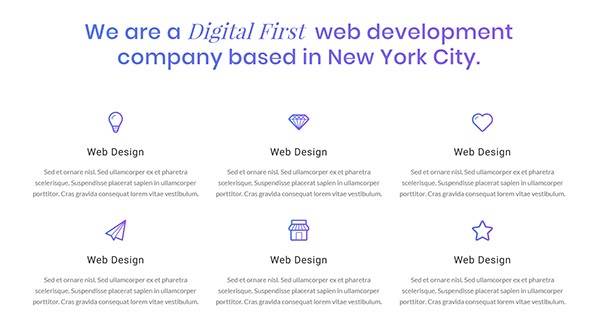 We are a Digital First web development
company based in New York City.
Web Design
Sed et ornare nisl. Sed ullamcorper ex et pharetra
scelerisque, Suspendisse placerat sapien in ullamcorper
porttitor. Cras gravida consequat lorem vitae vestibulum.
Web Design
Sed et ornare nisl. Sed ullamcorper ex et pharetra
scelerisque, Suspendisse placerat sapien in ullamcorper
porttitor. Cras gravida consequat lorem vitae vestibulum.
Web Design
Sed et ornare nisl. Sed ullamcorper ex et pharetra
scelerisque, Suspendisse placerat sapien in ullamcorper
porttitor. Cras gravida consequat lorem vitae vestibulum.
Web Design
Sed et ornare nisl. Sed ullamcorper ex et pharetra
scelerisque, Suspendisse placerat sapien in ullamcorper
porttitor. Cras gravida consequat lorem vitae vestibulum.
Web Design
Sed et ornare nisl. Sed ullamcorper ex et pharetra
scelerisque, Suspendisse placerat sapien in ullamcorper
porttitor. Cras gravida consequat lorem vitae vestibulum.
Web Design
Sed et ornare nisl. Sed ullamcorper ex et pharetra
scelerisque, Suspendisse placerat sapien in ullamcorper
porttitor. Cras gravida consequat lorem vitae vestibulum.